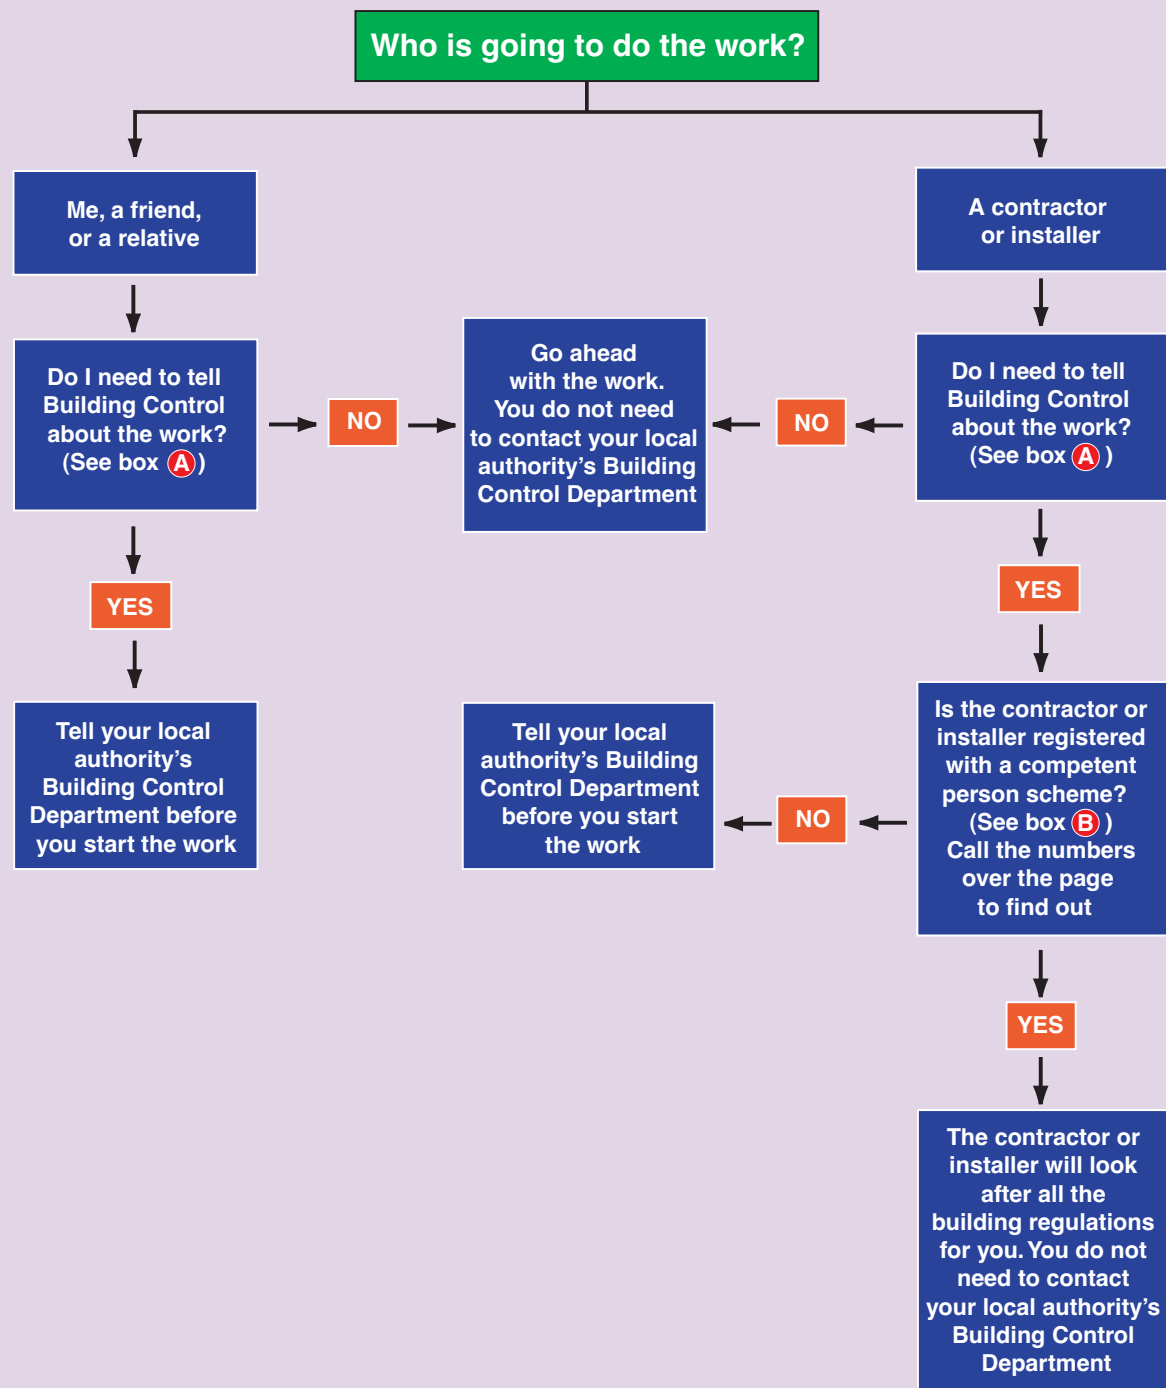 Who is going to do the work?
Me, a friend,
or a relative
A contractor
or installer
Do I need to tell
Building Control
about the work?
(See box A)
NO
Go ahead
with the work.
You do not need
to contact your local
authority’s Building
Control Department
NO
Do I need to tell
Building Control
about the work?
(See box A )
YES
YES
Tell your local
authority’s
Building Control
Department before
you start the work
Tell your local
authority’s Building
Control Department
before you start
the work
NO
Is the contractor or
installer registered
with a competent
person scheme?
(See box B )
Call the numbers
over the page
to find out
YES
The contractor or
installer will look
after all the
building regulations
for you. You do not
need to contact
your local authority’s
Building Control
Department